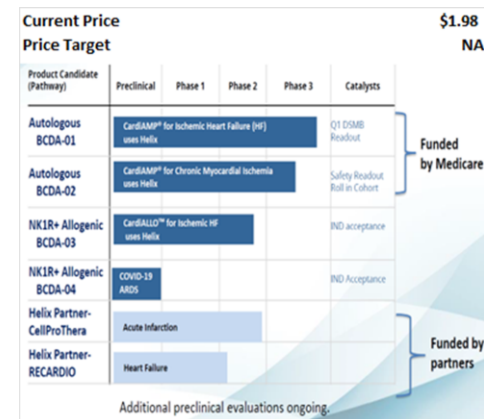 Current Price $1.98
Price Target NA
Product Candidate
(Pathway) Preclinical Phase 1 Phase 2 Phase 3 Catalysts
Autologous
BCDA-01
CardiAMP® for Ischemic Heart Failure (HF)
uses Helix
Q1 DSMB
Readout
Autologous
BCDA-02
CardiAMP® for Chronic Myocardial Ischemia
uses Helix
Safety Readout
Roll in Cohort
Funded
by Medicare
NK1R+ Allogenic
BCDA-03
CardiALLO™ for Ischemic HF
uses Helix
IND acceptance
NK1R+ Allogenic
BCDA-04
COVID-19
ARDS
IND Acceptance
Helix Partner-
CellProThera
Acute Infarction
Helix Partner-
RECARDIO
Heart Failure
Funded by
partners
Additional preclinical evaluations ongoing.